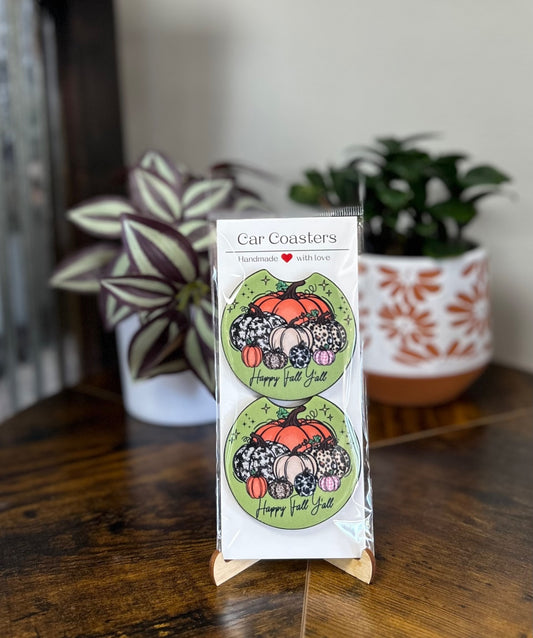 Car Coasters
Handmade ❤ with love
Happy Fall Y'all
Happy Fall Y'all